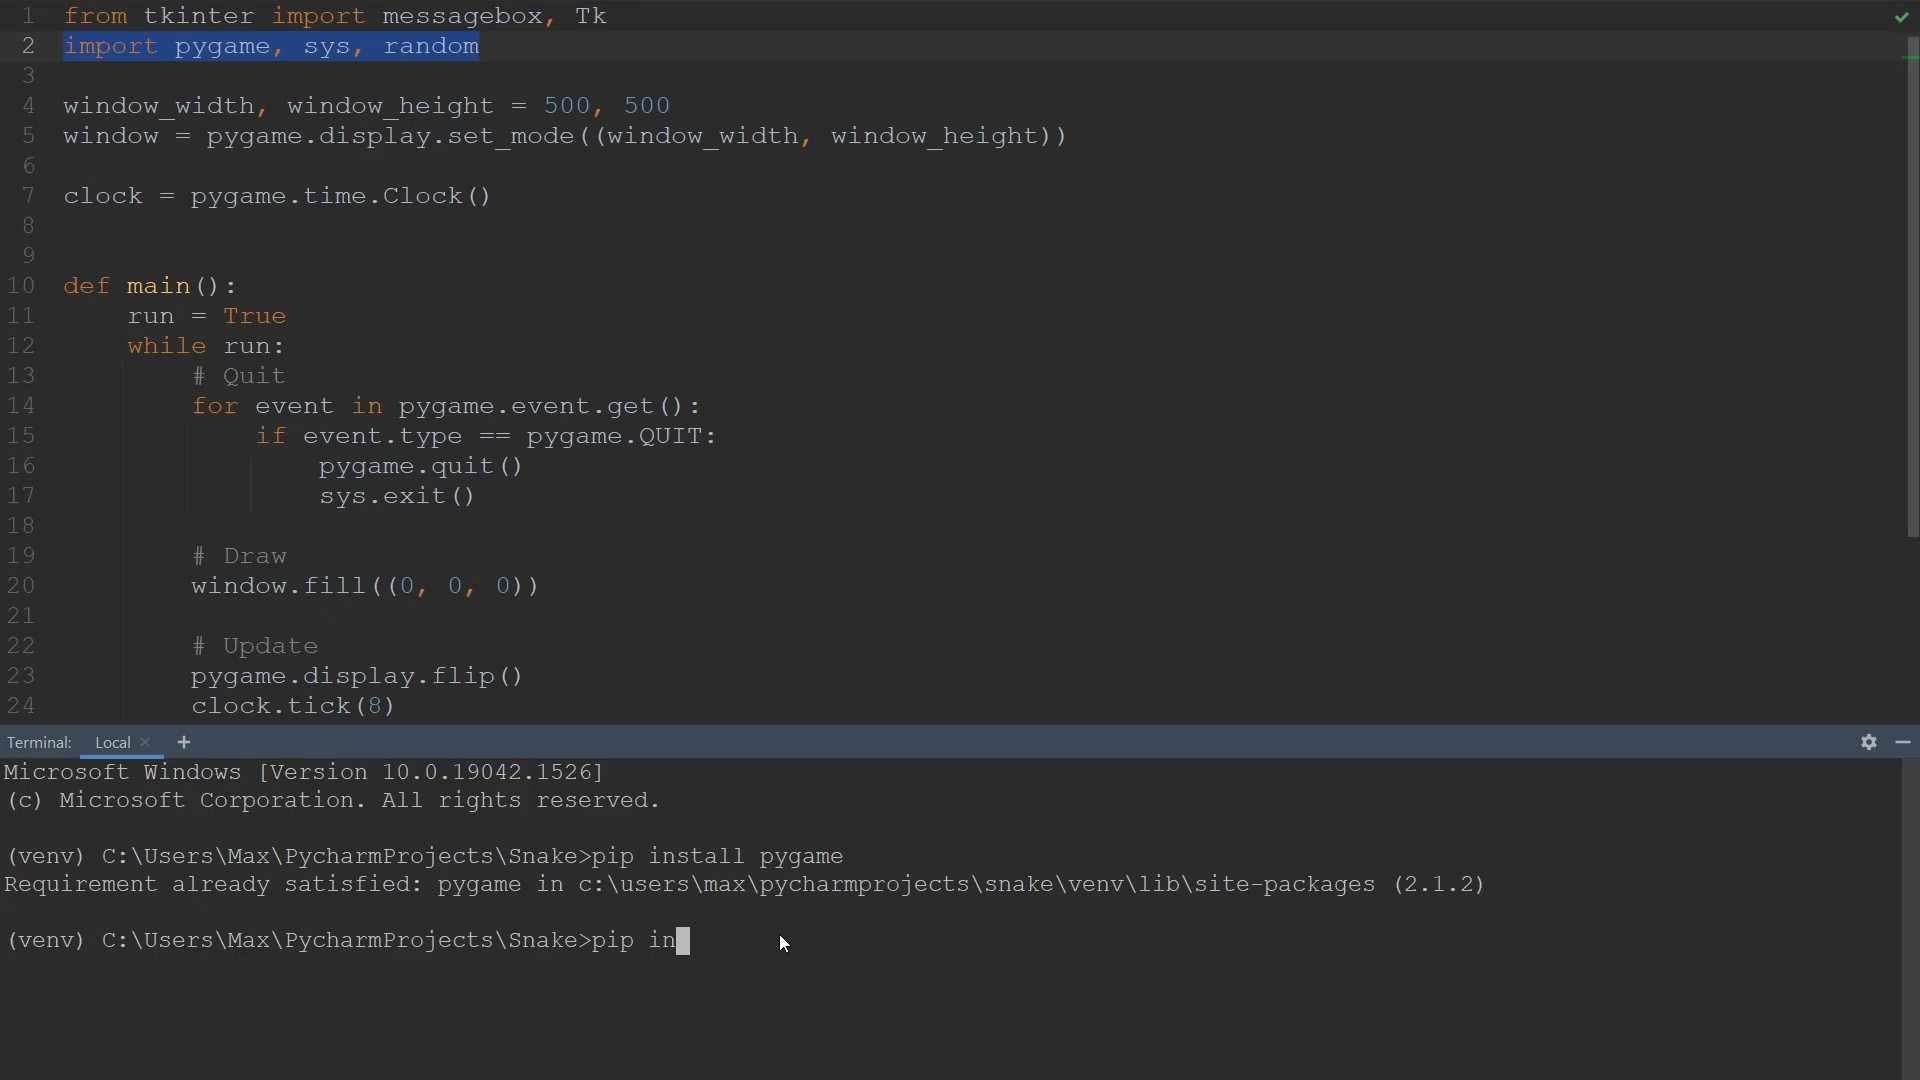 1 from tkinter import messagebox, Tk
2 import pygame, sys, random
3
4 window_width, window_height = 500, 500
5 window = pygame.display.set_mode((window_width, window_height))
6
7 clock = pygame.time.Clock()
8
9
10 def main():
11     run = True
12     while run:
13         # Quit
14         for event in pygame.event.get():
15             if event.type == pygame.QUIT:
16                 pygame.quit()
17                 sys.exit()
18
19         # Draw
20         window.fill((0, 0, 0))
21
22         # Update
23         pygame.display.flip()
24         clock.tick(8)
Terminal: Local × +
Microsoft Windows [Version 10.0.19042.1526]
(c) Microsoft Corporation. All rights reserved.
(venv) C:\Users\Max\PycharmProjects\Snake>pip install pygame
Requirement already satisfied: pygame in c:\users\max\pycharmprojects\snake\venv\lib\site-packages (2.1.2)
(venv) C:\Users\Max\PycharmProjects\Snake>pip in